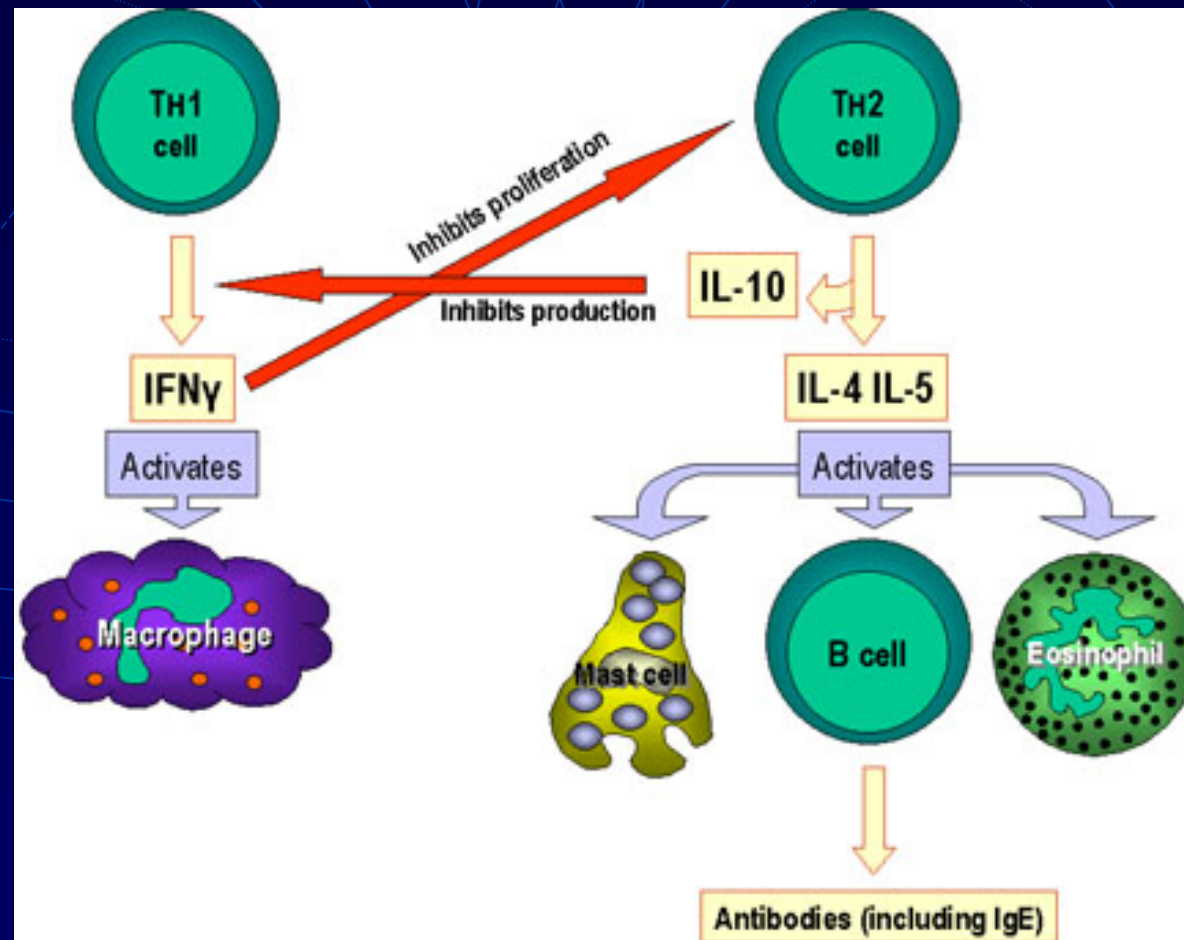 TH1
cell
TH2
cell
Inhibits proliferation
IL-10
Inhibits production
IFNγ
IL-4 IL-5
Activates
Activates
Macrophage
Mast cell
B cell
Eosinophil
Antibodies (including IgE)